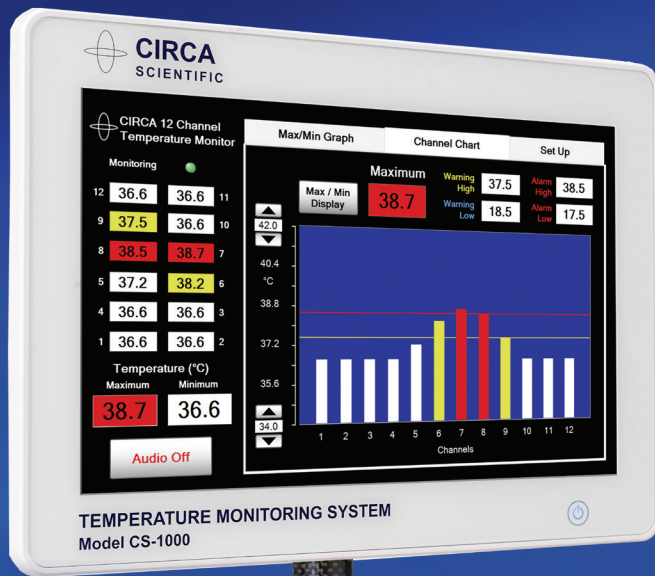 CIRCA
SCIENTIFIC
CIRCA 12 Channel
Temperature Monitor
Monitoring
12 36.6 36.6 11
9 37.5 36.6 10
8 38.5 38.7 7
5 37.2 38.2 6
4 36.6 36.6 3
1 36.6 36.6 2
Temperature (°C)
Maximum Minimum
38.7 36.6
Audio Off
Max/Min Graph Channel Chart Set Up
Max / Min
Display
Maximum
38.7
Warning
High
37.5
Alarm
High
38.5
Warning
Low
18.5
Alarm
Low
17.5
42.0
40.4
°C
38.8
37.2
35.6
34.0
1 2 3 4 5 6 7 8 9 10 11 12
Channels
TEMPERATURE MONITORING SYSTEM
Model CS-1000